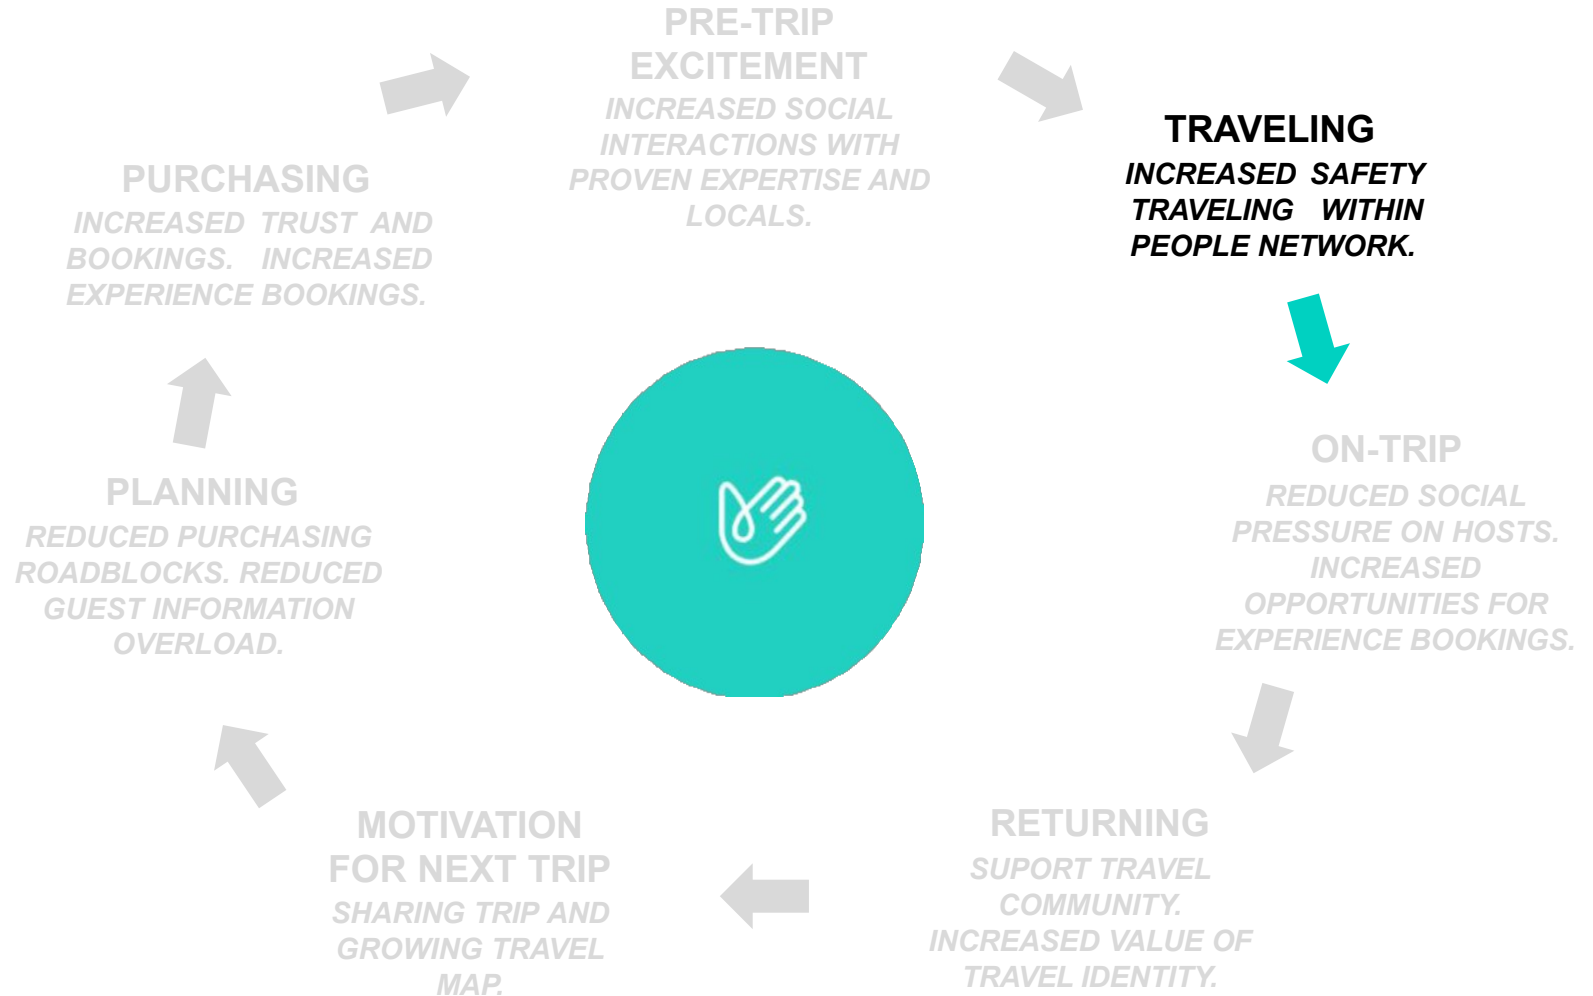 PRE-TRIP
EXCITEMENT
INCREASED SOCIAL
INTERACTIONS WITH
PROVEN EXPERTISE AND
LOCALS.
TRAVELING
INCREASED SAFETY
TRAVELING WITHIN
PEOPLE NETWORK.
ON-TRIP
REDUCED SOCIAL
PRESSURE ON HOSTS.
INCREASED
OPPORTUNITIES FOR
EXPERIENCE BOOKINGS.
RETURNING
SUPORT TRAVEL
COMMUNITY.
INCREASED VALUE OF
TRAVEL IDENTITY.
MOTIVATION
FOR NEXT TRIP
SHARING TRIP AND
GROWING TRAVEL
MAP.
PLANNING
REDUCED PURCHASING
ROADBLOCKS. REDUCED
GUEST INFORMATION
OVERLOAD.
PURCHASING
INCREASED TRUST AND
BOOKINGS. INCREASED
EXPERIENCE BOOKINGS.